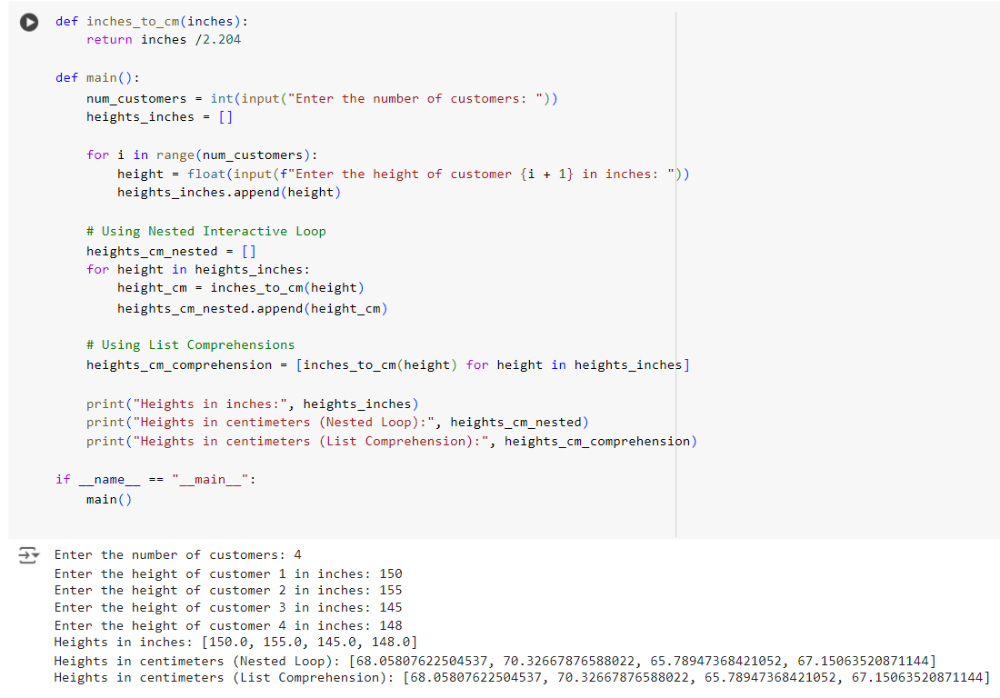 def inches_to_cm(inches):
    return inches /2.204

def main():
    num_customers = int(input("Enter the number of customers: "))
    heights_inches = []

    for i in range(num_customers):
        height = float(input(f"Enter the height of customer {i + 1} in inches: "))
        heights_inches.append(height)

    # Using Nested Interactive Loop
    heights_cm_nested = []
    for height in heights_inches:
        height_cm = inches_to_cm(height)
        heights_cm_nested.append(height_cm)

    # Using List Comprehensions
    heights_cm_comprehension = [inches_to_cm(height) for height in heights_inches]

    print("Heights in inches:", heights_inches)
    print("Heights in centimeters (Nested Loop):", heights_cm_nested)
    print("Heights in centimeters (List Comprehension):", heights_cm_comprehension)

if __name__ == "__main__":
    main()

Enter the number of customers: 4
Enter the height of customer 1 in inches: 150
Enter the height of customer 2 in inches: 155
Enter the height of customer 3 in inches: 145
Enter the height of customer 4 in inches: 148
Heights in inches: [150.0, 155.0, 145.0, 148.0]
Heights in centimeters (Nested Loop): [68.05807622504537, 70.32667876588022, 65.78947368421052, 67.15063520871144]
Heights in centimeters (List Comprehension): [68.05807622504537, 70.32667876588022, 65.78947368421052, 67.15063520871144]